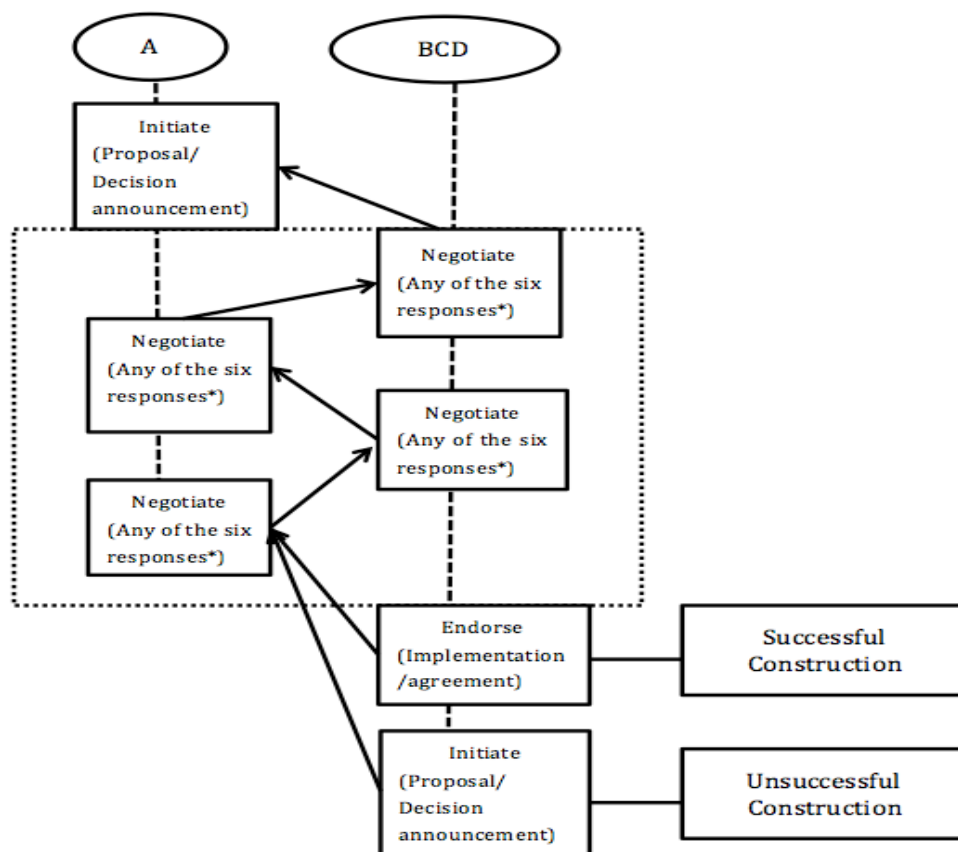 A
BCD
Initiate
(Proposal/
Decision
announcement)
Negotiate
(Any of the six
responses*)
Negotiate
(Any of the six
responses*)
Negotiate
(Any of the six
responses*)
Negotiate
(Any of the six
responses*)
Endorse
(Implementation
/agreement)
Successful
Construction
Initiate
(Proposal/
Decision
announcement)
Unsuccessful
Construction